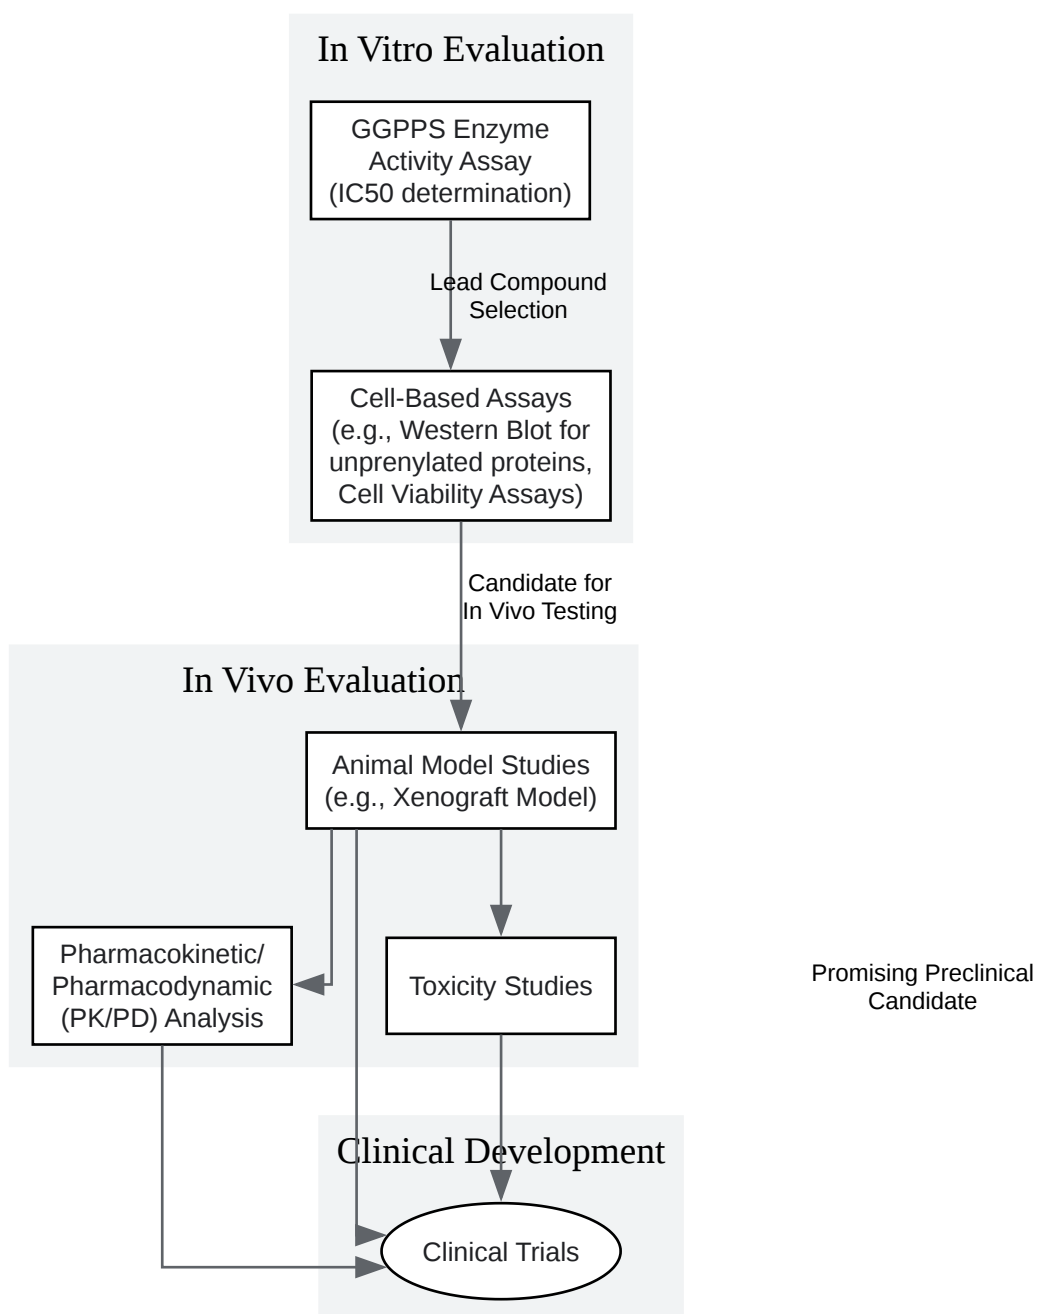 In Vitro Evaluation
GGPPS Enzyme
Activity Assay
(IC50 determination)
Lead Compound
Selection
Cell-Based Assays
(e.g., Western Blot for
unprenylated proteins,
Cell Viability Assays)
Candidate for
In Vivo Testing
In Vivo Evaluation
Animal Model Studies
(e.g., Xenograft Model)
Pharmacokinetic/
Pharmacodynamic
(PK/PD) Analysis
Toxicity Studies
Promising Preclinical
Candidate
Clinical Development
Clinical Trials